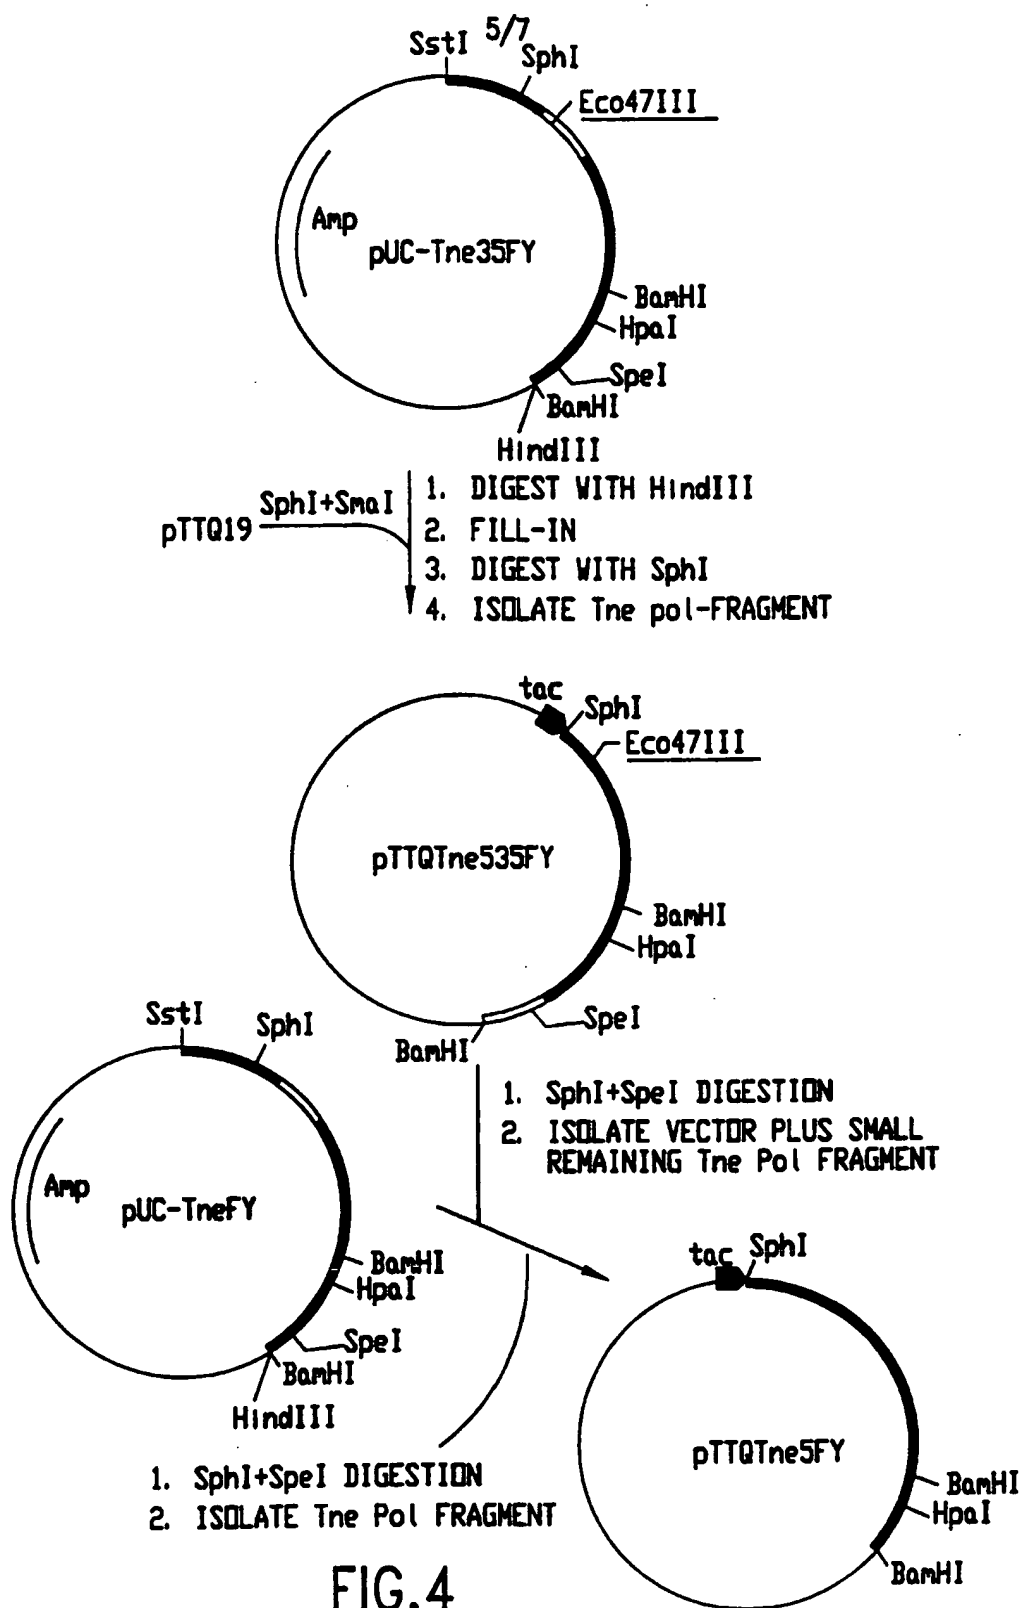 5/7
SstI
SphI
Eco47III
Amp
pUC-Tne35FY
BamHI
HpaI
SpeI
BamHI
HindIII
SphI+SmaI
pTTQ19
1. DIGEST WITH HindIII
2. FILL-IN
3. DIGEST WITH SphI
4. ISOLATE Tne pol-FRAGMENT
tac
SphI
Eco47III
pTTQTne535FY
BamHI
HpaI
SpeI
BamHI
1. SphI+SpeI DIGESTION
2. ISOLATE VECTOR PLUS SMALL
REMAINING Tne Pol FRAGMENT
SstI
SphI
Amp
pUC-TneFY
BamHI
HpaI
SpeI
BamHI
HindIII
1. SphI+SpeI DIGESTION
2. ISOLATE Tne Pol FRAGMENT
tac
SphI
pTTQTne5FY
BamHI
HpaI
BamHI
FIG.4